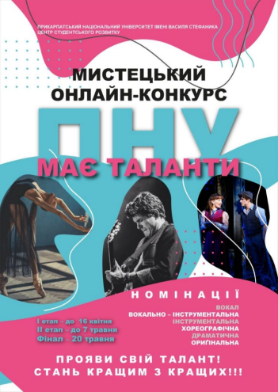 ПРИКАРПАТСЬКИЙ НАЦІОНАЛЬНИЙ УНІВЕРСИТЕТ ІМЕНІ ВАСИЛЯ СТЕФАНИКА
ЦЕНТР СТУДЕНТСЬКОГО РОЗВИТКУ
МИСТЕЦЬКИЙ
ОНЛАЙН-КОНКУРС
ПНУ
МАЄ ТАЛАНТИ
І етап - до 16 квітня
ІІ етап - до 7 травня
Фінал - 20 травня
НОМІНАЦІЇ
ВОКАЛ
ВОКАЛЬНО - ІНСТРУМЕНТАЛЬНА
ІНСТРУМЕНТАЛЬНА
ХОРЕОГРАФІЧНА
ДРАМАТИЧНА
ОРИГІНАЛЬНА
ПРОЯВИ СВІЙ ТАЛАНТ!
СТАНЬ КРАЩИМ З КРАЩИХ!!!